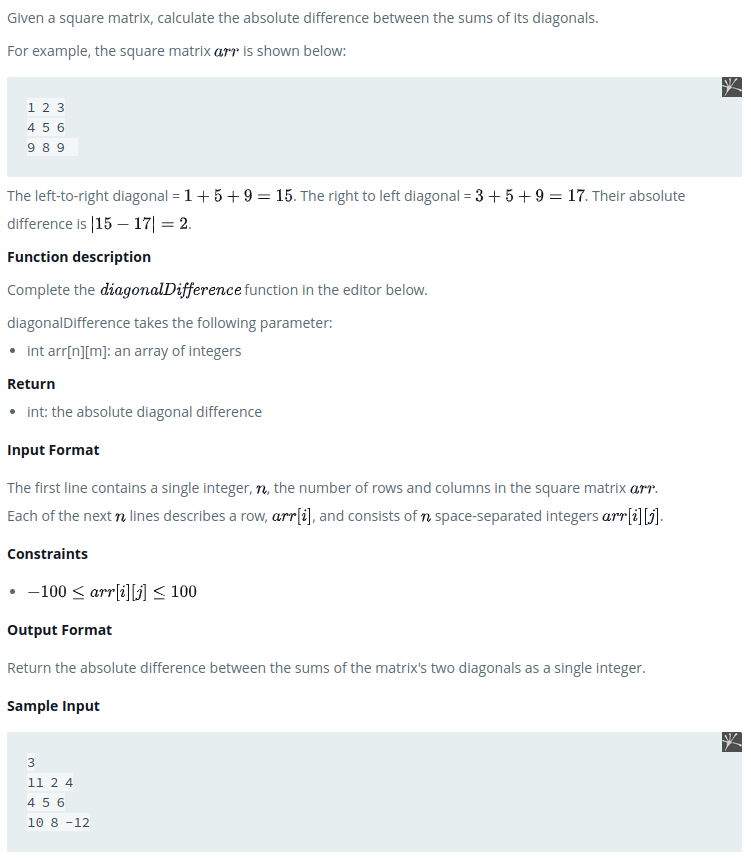 Given a square matrix, calculate the absolute difference between the sums of its diagonals.
For example, the square matrix arr is shown below:
1 2 3
4 5 6
9 8 9
The left-to-right diagonal = 1 + 5 + 9 = 15. The right to left diagonal = 3 + 5 + 9 = 17. Their absolute
difference is |15 − 17| = 2.
Function description
Complete the diagonalDifference function in the editor below.
diagonalDifference takes the following parameter:
• int arr[n][m]: an array of integers
Return
• int: the absolute diagonal difference
Input Format
The first line contains a single integer, n, the number of rows and columns in the square matrix arr.
Each of the next n lines describes a row, arr[i], and consists of n space-separated integers arr[i][j].
Constraints
• −100 ≤ arr[i][j] ≤ 100
Output Format
Return the absolute difference between the sums of the matrix's two diagonals as a single integer.
Sample Input
3
11 2 4
4 5 6
10 8 -12